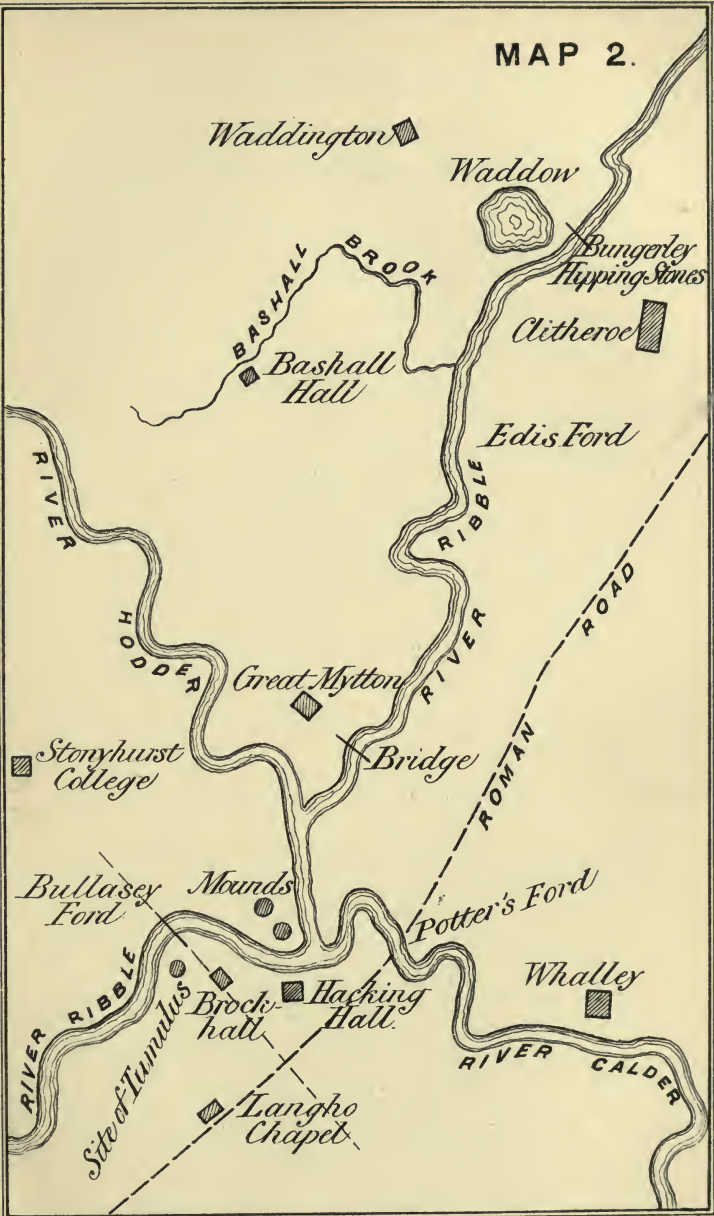 MAP 2.
Waddington
Waddow
Bungerley
Hipping Stones
BASHALL BROOK
Clitheroe
Bashall
Hall
Edis Ford
RIVER HODDER
RIVER RIBBLE
ROMAN ROAD
Great Mytton
Bridge
Stonyhurst
College
Bullasey
Ford
Mounds
Potter's Ford
Whalley
RIVER RIBBLE
Site of Tumulus
Brock-
hall
Hacking
Hall.
RIVER CALDER
Langho
Chapel